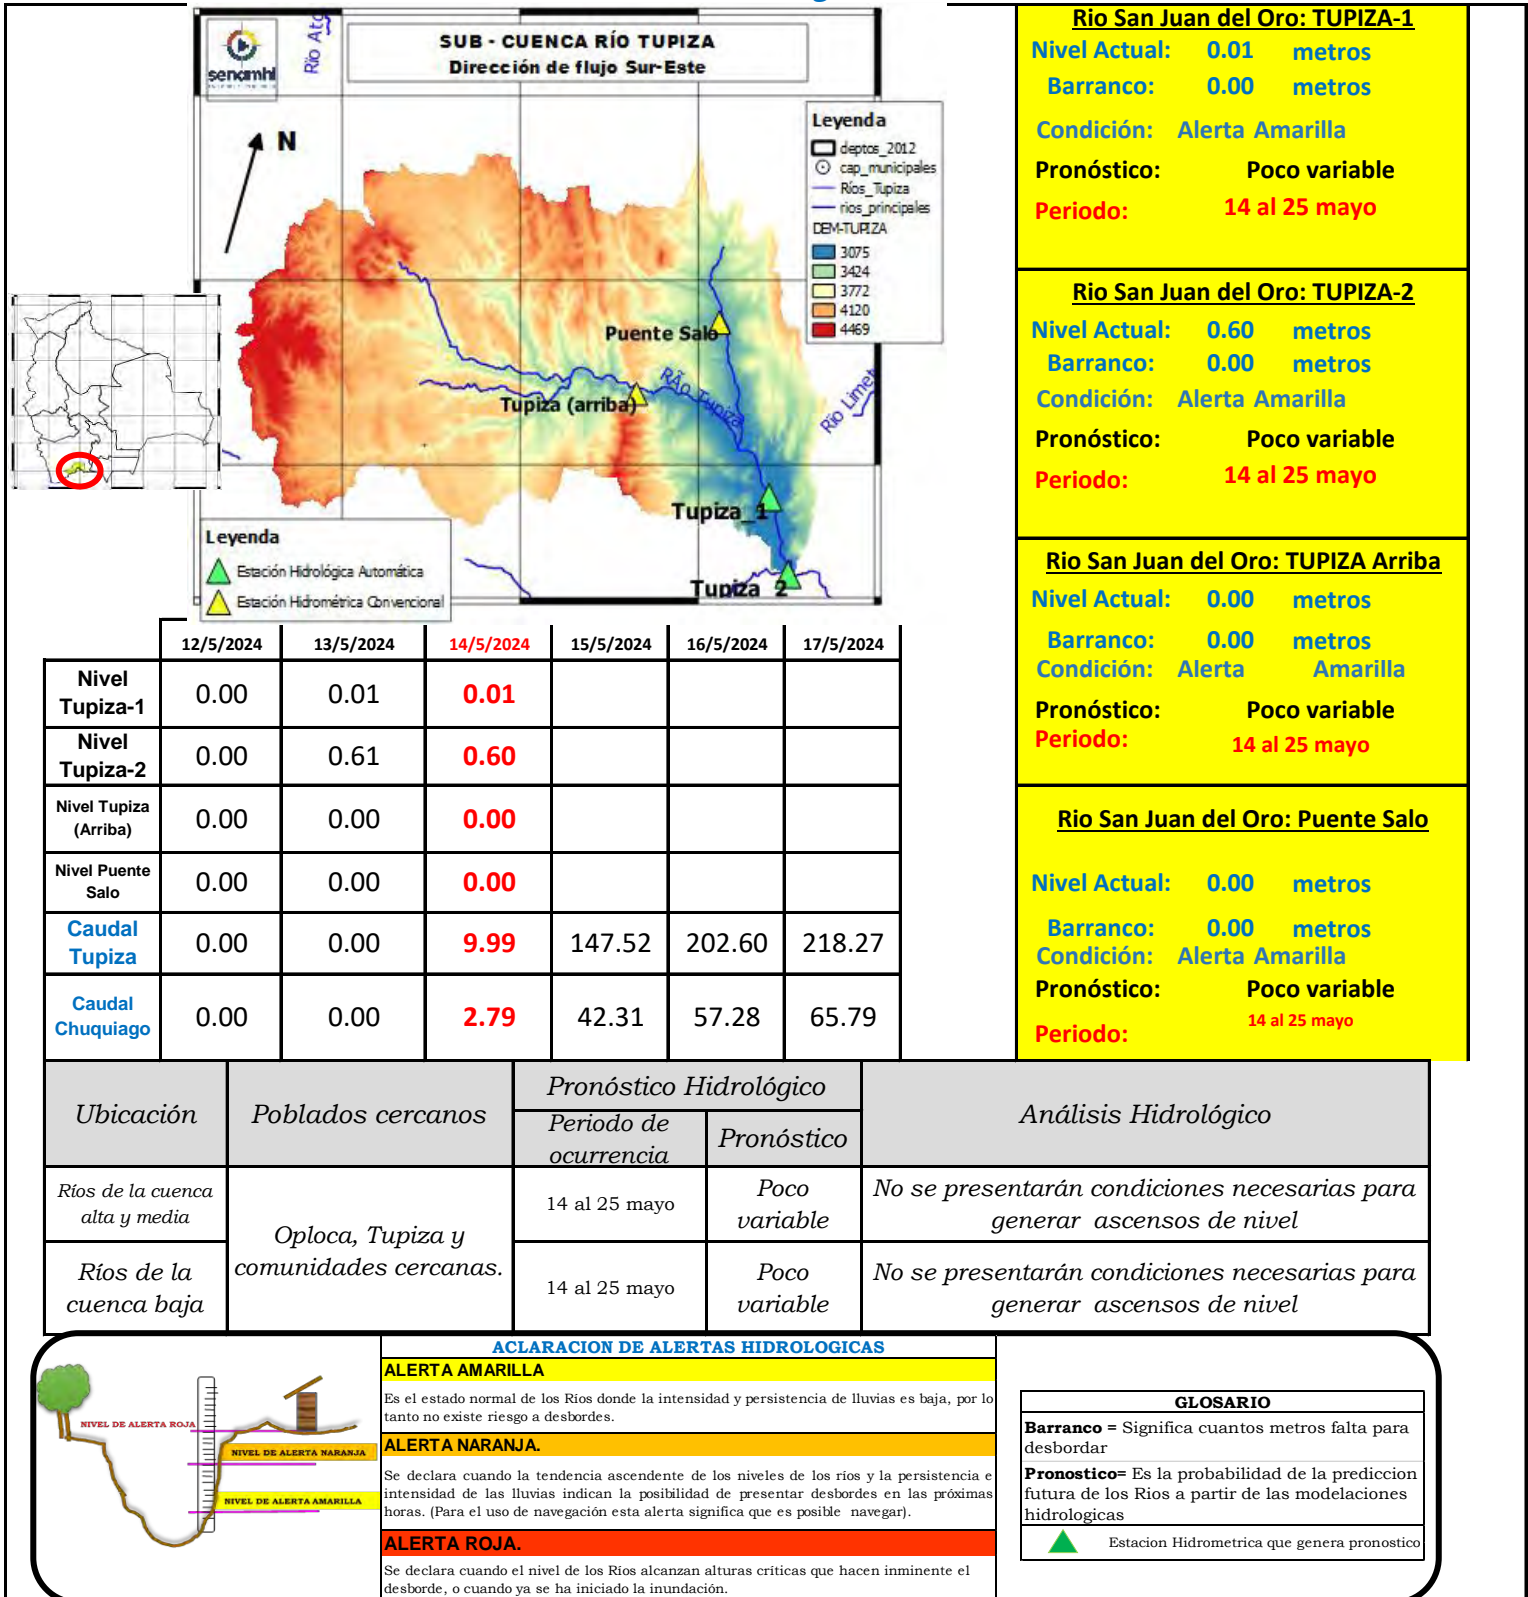 senamhi
Río Ato
SUB - CUENCA RÍO TUPIZA
Dirección de flujo Sur-Este
N
Leyenda
deptos_2012
cap_municipales
Ríos_Tupiza
rios_principales
DEM-TUPIZA
3075
3424
3772
4120
4469
Puente Salo
RÃ­o Tupiza
Tupiza (arriba)
Río Limet
Tupiza_1
Tupiza_2
Leyenda
Estación Hidrológica Automática
Estación Hidrométrica Convencional
Rio San Juan del Oro: TUPIZA-1
Nivel Actual: 0.01 metros
Barranco: 0.00 metros
Condición: Alerta Amarilla
Pronóstico: Poco variable
Periodo: 14 al 25 mayo
Rio San Juan del Oro: TUPIZA-2
Nivel Actual: 0.60 metros
Barranco: 0.00 metros
Condición: Alerta Amarilla
Pronóstico: Poco variable
Periodo: 14 al 25 mayo
Rio San Juan del Oro: TUPIZA Arriba
Nivel Actual: 0.00 metros
Barranco: 0.00 metros
Condición: Alerta Amarilla
Pronóstico: Poco variable
Periodo: 14 al 25 mayo
Rio San Juan del Oro: Puente Salo
Nivel Actual: 0.00 metros
Barranco: 0.00 metros
Condición: Alerta Amarilla
Pronóstico: Poco variable
Periodo: 14 al 25 mayo
12/5/2024 13/5/2024 14/5/2024 15/5/2024 16/5/2024 17/5/2024
Nivel
Tupiza-1 0.00 0.01 0.01
Nivel
Tupiza-2 0.00 0.61 0.60
Nivel Tupiza
(Arriba) 0.00 0.00 0.00
Nivel Puente
Salo 0.00 0.00 0.00
Caudal
Tupiza 0.00 0.00 9.99 147.52 202.60 218.27
Caudal
Chuquiago 0.00 0.00 2.79 42.31 57.28 65.79
Ubicación
Poblados cercanos
Pronóstico Hidrológico
Periodo de
ocurrencia
Pronóstico
Análisis Hidrológico
Ríos de la cuenca
alta y media
Oploca, Tupiza y
comunidades cercanas.
14 al 25 mayo
Poco
variable
No se presentarán condiciones necesarias para
generar ascensos de nivel
Ríos de la
cuenca baja
14 al 25 mayo
Poco
variable
No se presentarán condiciones necesarias para
generar ascensos de nivel
NIVEL DE ALERTA ROJA
NIVEL DE ALERTA NARANJA
NIVEL DE ALERTA AMARILLA
ACLARACION DE ALERTAS HIDROLOGICAS
ALERTA AMARILLA
Es el estado normal de los Ríos donde la intensidad y persistencia de lluvias es baja, por lo
tanto no existe riesgo a desbordes.
ALERTA NARANJA.
Se declara cuando la tendencia ascendente de los niveles de los ríos y la persistencia e
intensidad de las lluvias indican la posibilidad de presentar desbordes en las próximas
horas. (Para el uso de navegación esta alerta significa que es posible navegar).
ALERTA ROJA.
Se declara cuando el nivel de los Ríos alcanzan alturas críticas que hacen inminente el
desborde, o cuando ya se ha iniciado la inundación.
GLOSARIO
Barranco = Significa cuantos metros falta para
desbordar
Pronostico= Es la probabilidad de la prediccion
futura de los Rios a partir de las modelaciones
hidrologicas
Estacion Hidrometrica que genera pronostico